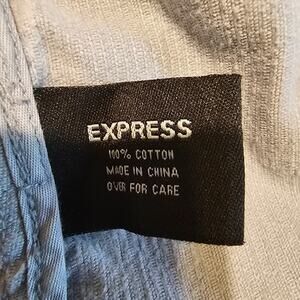 EXPRESS
100% COTTON
MADE IN CHINA
OVER FOR CARE